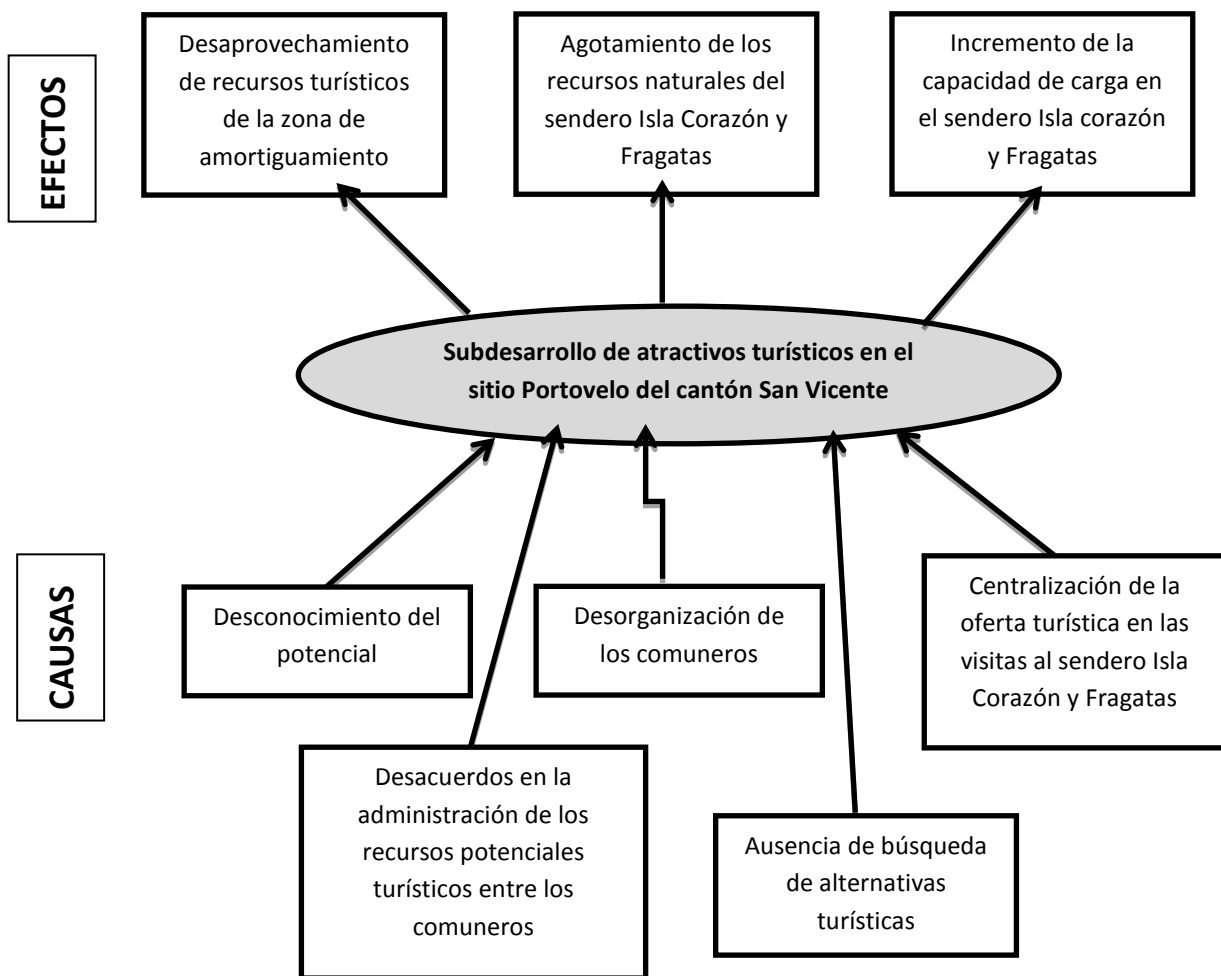 EFECTOS
Desaprovechamiento
de recursos turísticos
de la zona de
amortiguamiento
Agotamiento de los
recursos naturales del
sendero Isla Corazón y
Fragatas
Incremento de la
capacidad de carga en
el sendero Isla corazón
y Fragatas
Subdesarrollo de atractivos turísticos en el
sitio Portovelo del cantón San Vicente
CAUSAS
Desconocimiento del
potencial
Desorganización de
los comuneros
Centralización de la
oferta turística en las
visitas al sendero Isla
Corazón y Fragatas
Desacuerdos en la
administración de los
recursos potenciales
turísticos entre los
comuneros
Ausencia de búsqueda
de alternativas
turísticas